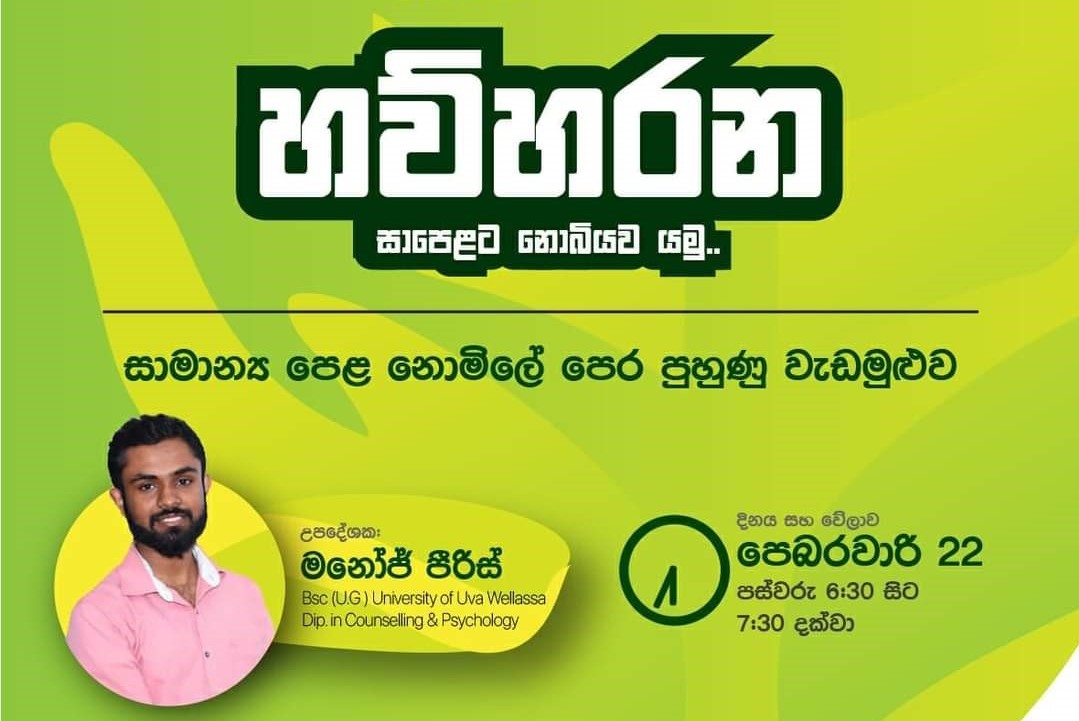 හව්හරන
සාපෙළට නොබියව යමු..
සාමාන්‍ය පෙළ නොමිලේ පෙර පුහුණු වැඩමුළුව
උපදේශක:
මනෝජ් පීරිස්
Bsc (U.G ) University of Uva Wellassa
Dip. in Counselling & Psychology
දිනය සහ වේලාව
පෙබරවාරි 22
පස්වරු 6:30 සිට
7:30 දක්වා